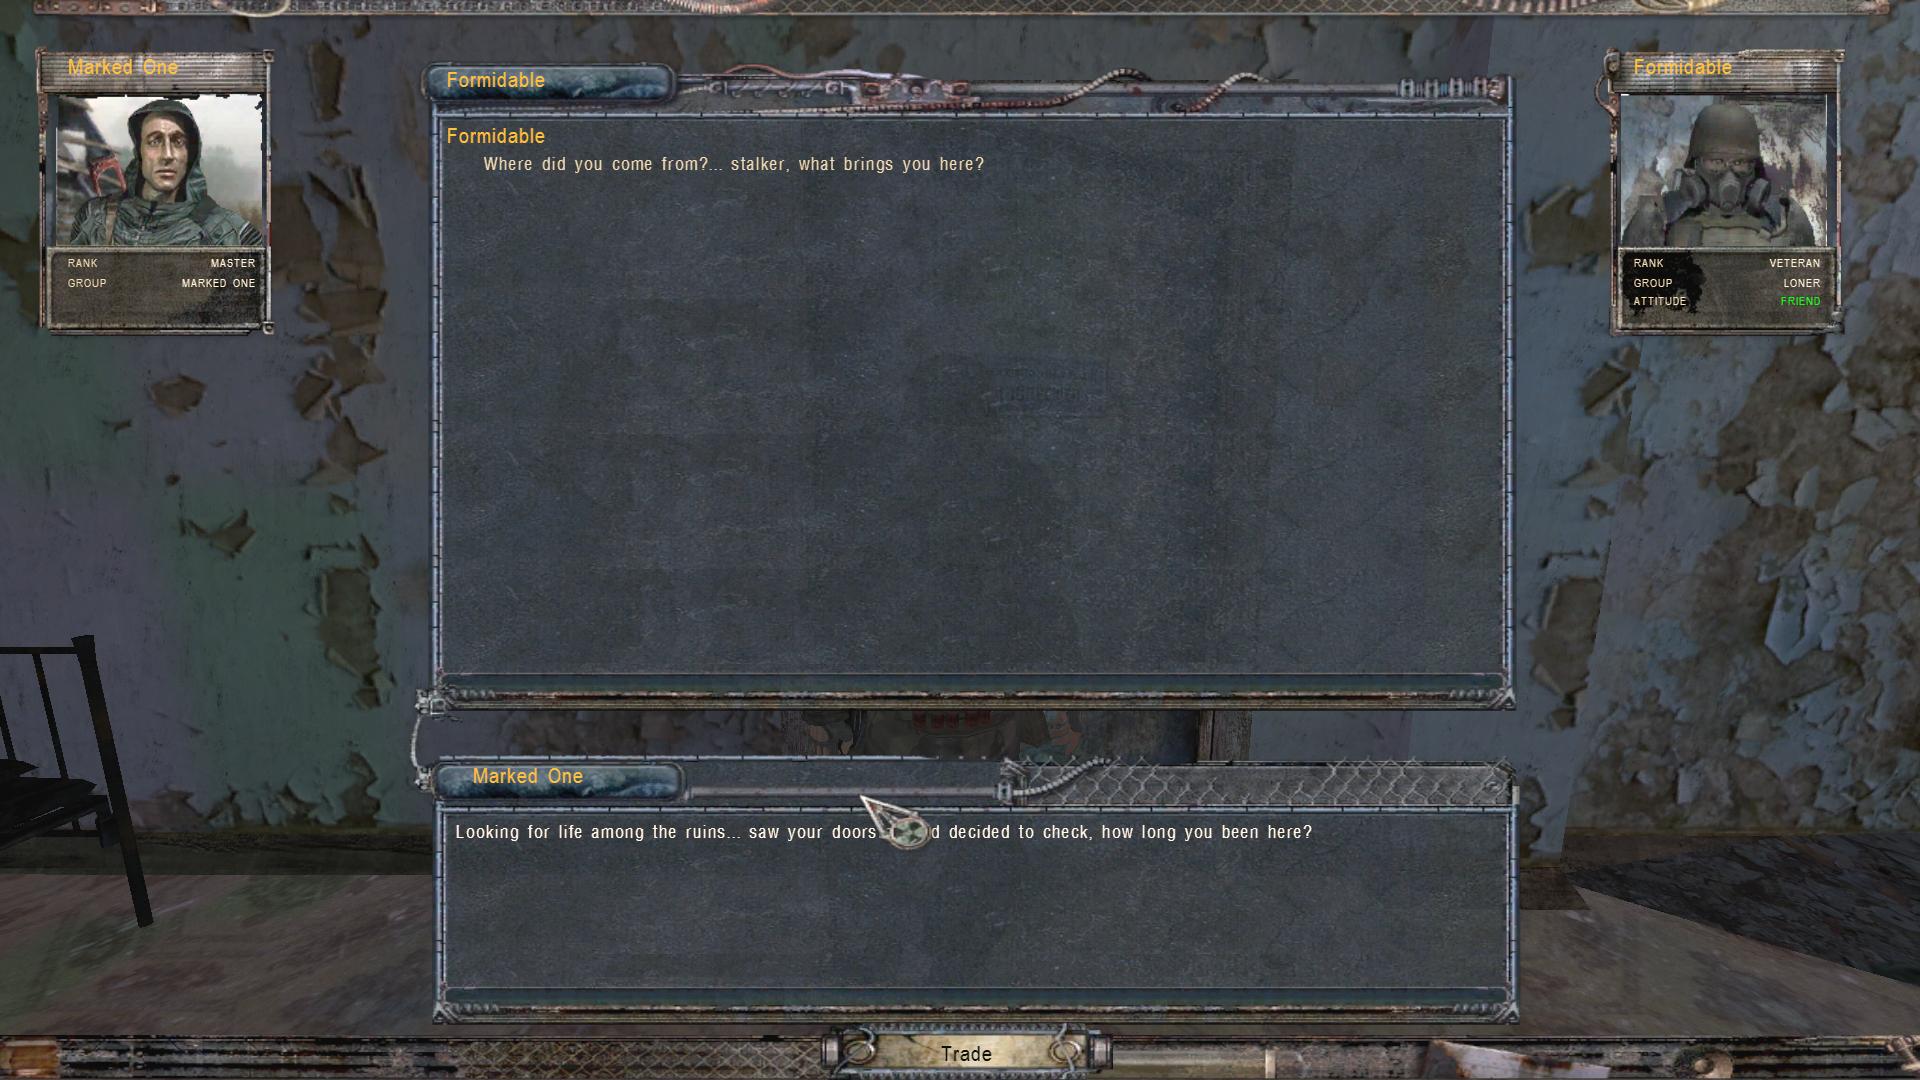 Marked One
Formidable
Formidable
Formidable
Where did you come from?... stalker, what brings you here?
RANK MASTER
GROUP MARKED ONE
RANK VETERAN
GROUP LONER
ATTITUDE FRIEND
Marked One
Looking for life among the ruins... saw your doors decided to check, how long you been here?
Trade